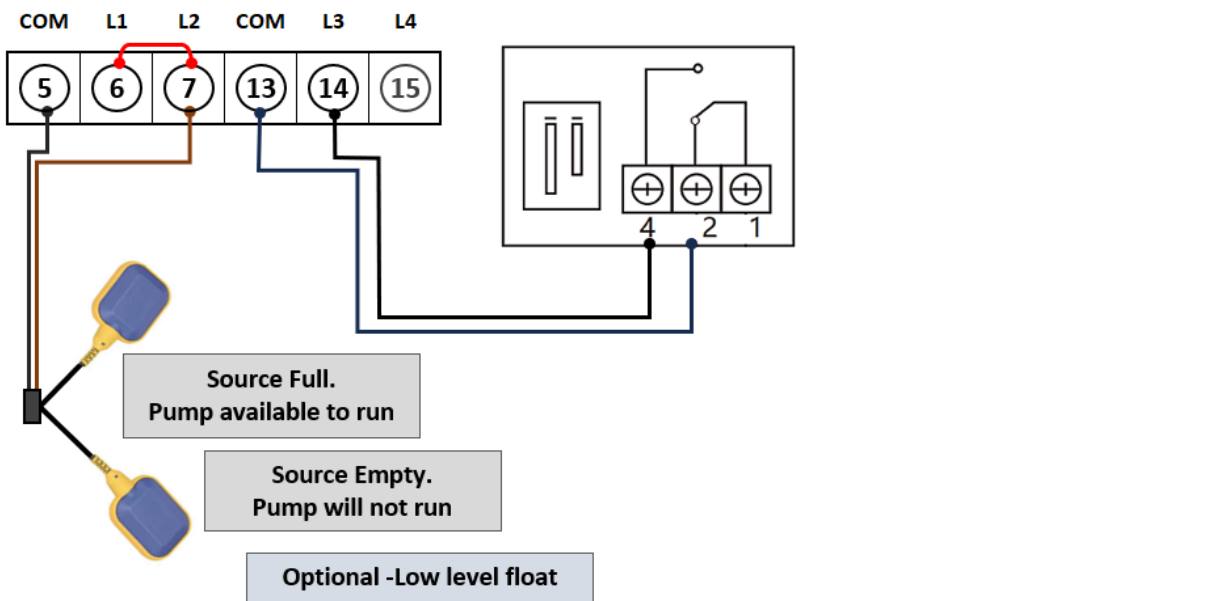 COM L1 L2 COM L3 L4
5 6 7 13 14 15
4 2 1
Source Full.
Pump available to run
Source Empty.
Pump will not run
Optional -Low level float